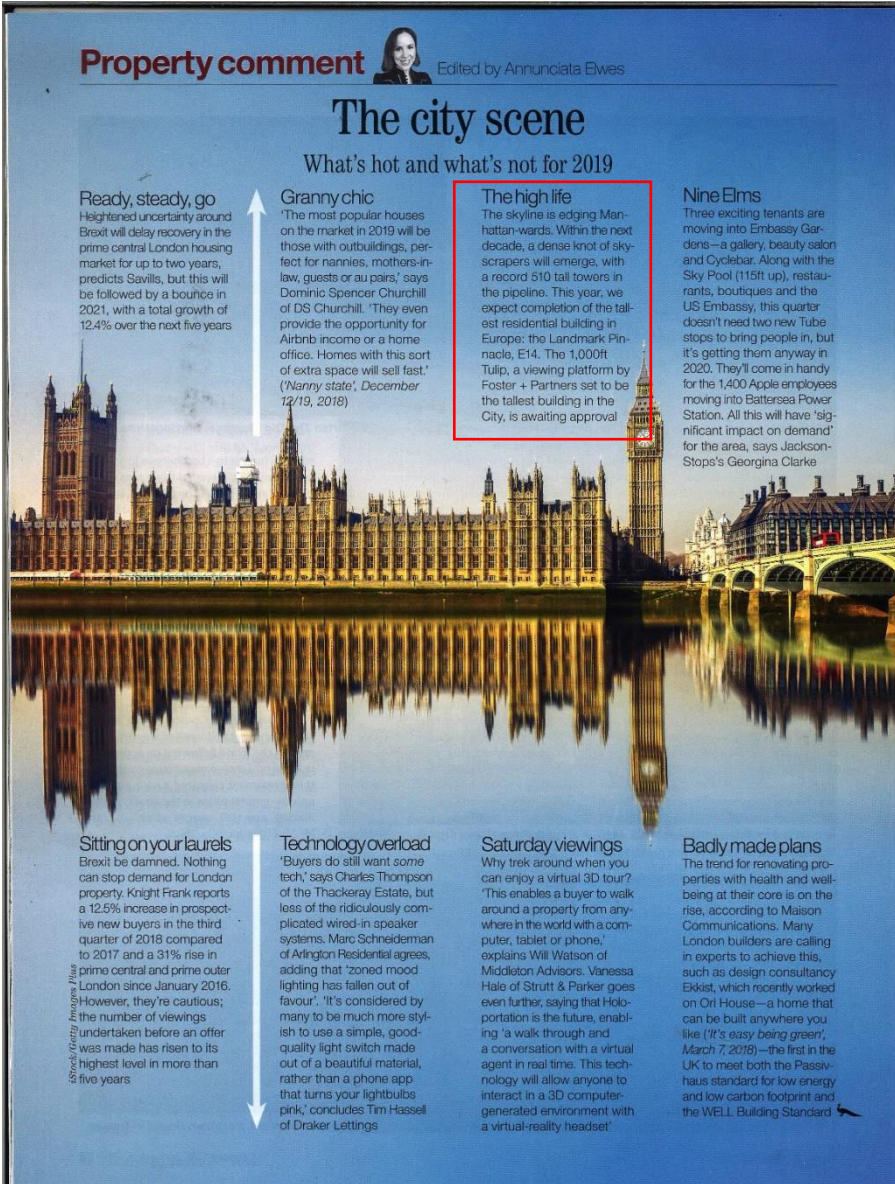 Property comment
Edited by Annunciata Elwes
The city scene
What's hot and what's not for 2019
Ready, steady, go
Heightened uncertainty around
Brexit will delay recovery in the
prime central London housing
market for up to two years,
predicts Savills, but this will
be followed by a bounce in
2021, with a total growth of
12.4% over the next five years
Granny chic
'The most popular houses
on the market in 2019 will be
those with outbuildings, per-
fect for nannies, mothers-in-
law, guests or au pairs,' says
Dominic Spencer Churchill
of DS Churchill. 'They even
provide the opportunity for
Airbnb income or a home
office. Homes with this sort
of extra space will sell fast.'
('Nanny state', December
12/19, 2018)
The high life
The skyline is edging Man-
hattan-wards. Within the next
decade, a dense knot of sky-
scrapers will emerge, with
a record 510 tall towers in
the pipeline. This year, we
expect completion of the tall-
est residential building in
Europe: the Landmark Pin-
nacle, E14. The 1,000ft
Tulip, a viewing platform by
Foster + Partners set to be
the tallest building in the
City, is awaiting approval
Nine Elms
Three exciting tenants are
moving into Embassy Gar-
dens—a gallery, beauty salon
and Cyclebar. Along with the
Sky Pool (115ft up), restau-
rants, boutiques and the
US Embassy, this quarter
doesn't need two new Tube
stops to bring people in, but
it's getting them anyway in
2020. They'll come in handy
for the 1,400 Apple employees
moving into Battersea Power
Station. All this will have 'sig-
nificant impact on demand'
for the area, says Jackson-
Stops's Georgina Clarke
Sitting on your laurels
Brexit be damned. Nothing
can stop demand for London
property. Knight Frank reports
a 12.5% increase in prospect-
ive new buyers in the third
quarter of 2018 compared
to 2017 and a 31% rise in
prime central and prime outer
London since January 2016.
However, they're cautious;
the number of viewings
undertaken before an offer
was made has risen to its
highest level in more than
five years
Technology overload
'Buyers do still want some
tech,' says Charles Thompson
of the Thackeray Estate, but
less of the ridiculously com-
plicated wired-in speaker
systems. Marc Schneiderman
of Arlington Residential agrees,
adding that 'zoned mood
lighting has fallen out of
favour'. 'It's considered by
many to be much more styl-
ish to use a simple, good-
quality light switch made
out of a beautiful material,
rather than a phone app
that turns your lightbulbs
pink,' concludes Tim Hassell
of Draker Lettings
Saturday viewings
Why trek around when you
can enjoy a virtual 3D tour?
'This enables a buyer to walk
around a property from any-
where in the world with a com-
puter, tablet or phone,'
explains Will Watson of
Middleton Advisors. Vanessa
Hale of Strutt & Parker goes
even further, saying that Holo-
portation is the future, enabl-
ing 'a walk through and
a conversation with a virtual
agent in real time. This tech-
nology will allow anyone to
interact in a 3D computer-
generated environment with
a virtual-reality headset'
Badly made plans
The trend for renovating pro-
perties with health and well-
being at their core is on the
rise, according to Maison
Communications. Many
London builders are calling
in experts to achieve this,
such as design consultancy
Ekkist, which recently worked
on Ori House—a home that
can be built anywhere you
like ('It's easy being green',
March 7, 2018)—the first in the
UK to meet both the Passiv-
haus standard for low energy
and low carbon footprint and
the WELL Building Standard
iStock/Getty Images Plus